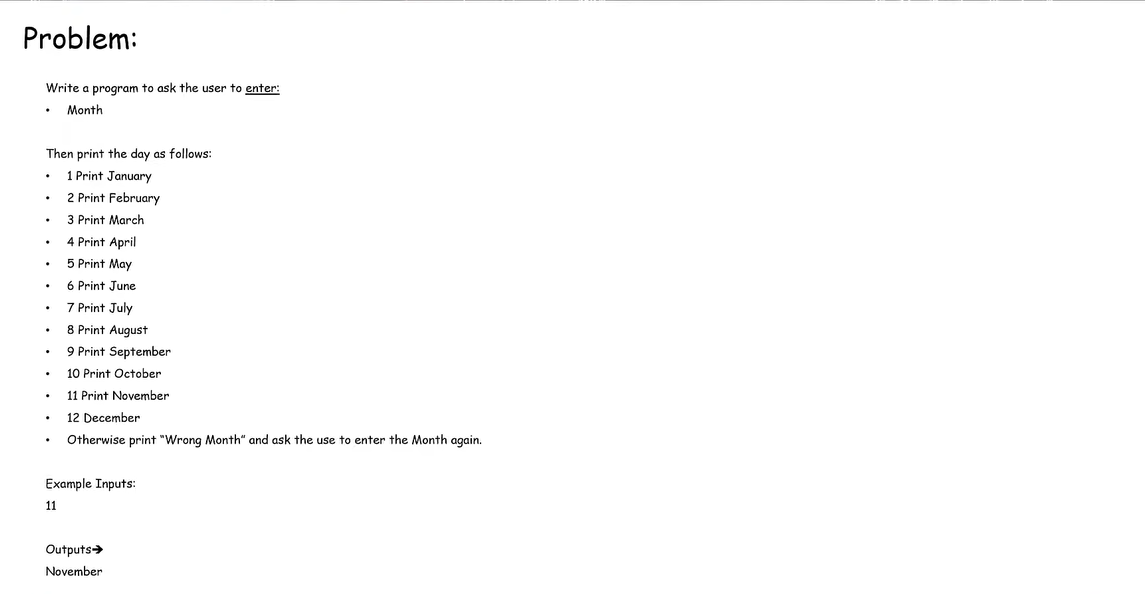 Problem:
Write a program to ask the user to enter:
• Month
Then print the day as follows:
• 1 Print January
• 2 Print February
• 3 Print March
• 4 Print April
• 5 Print May
• 6 Print June
• 7 Print July
• 8 Print August
• 9 Print September
• 10 Print October
• 11 Print November
• 12 December
• Otherwise print “Wrong Month” and ask the use to enter the Month again.
Example Inputs:
11
Outputs➔
November